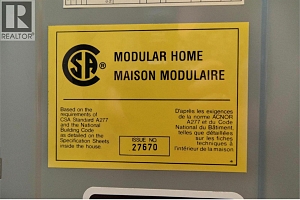 REALTOR®
CSA®
MODULAR HOME
MAISON MODULAIRE
Based on the
requirements of
CSA Standard A277
and the National
Building Code
as detailed on the
Specification Sheets
inside the house
ISSUE NO.
27670
D'après les exigences
de la norme ACNOR
A277 et du Code
National du Bâtiment,
telles que détaillées
sur les fiches
techniques à
l'intérieur de la maison